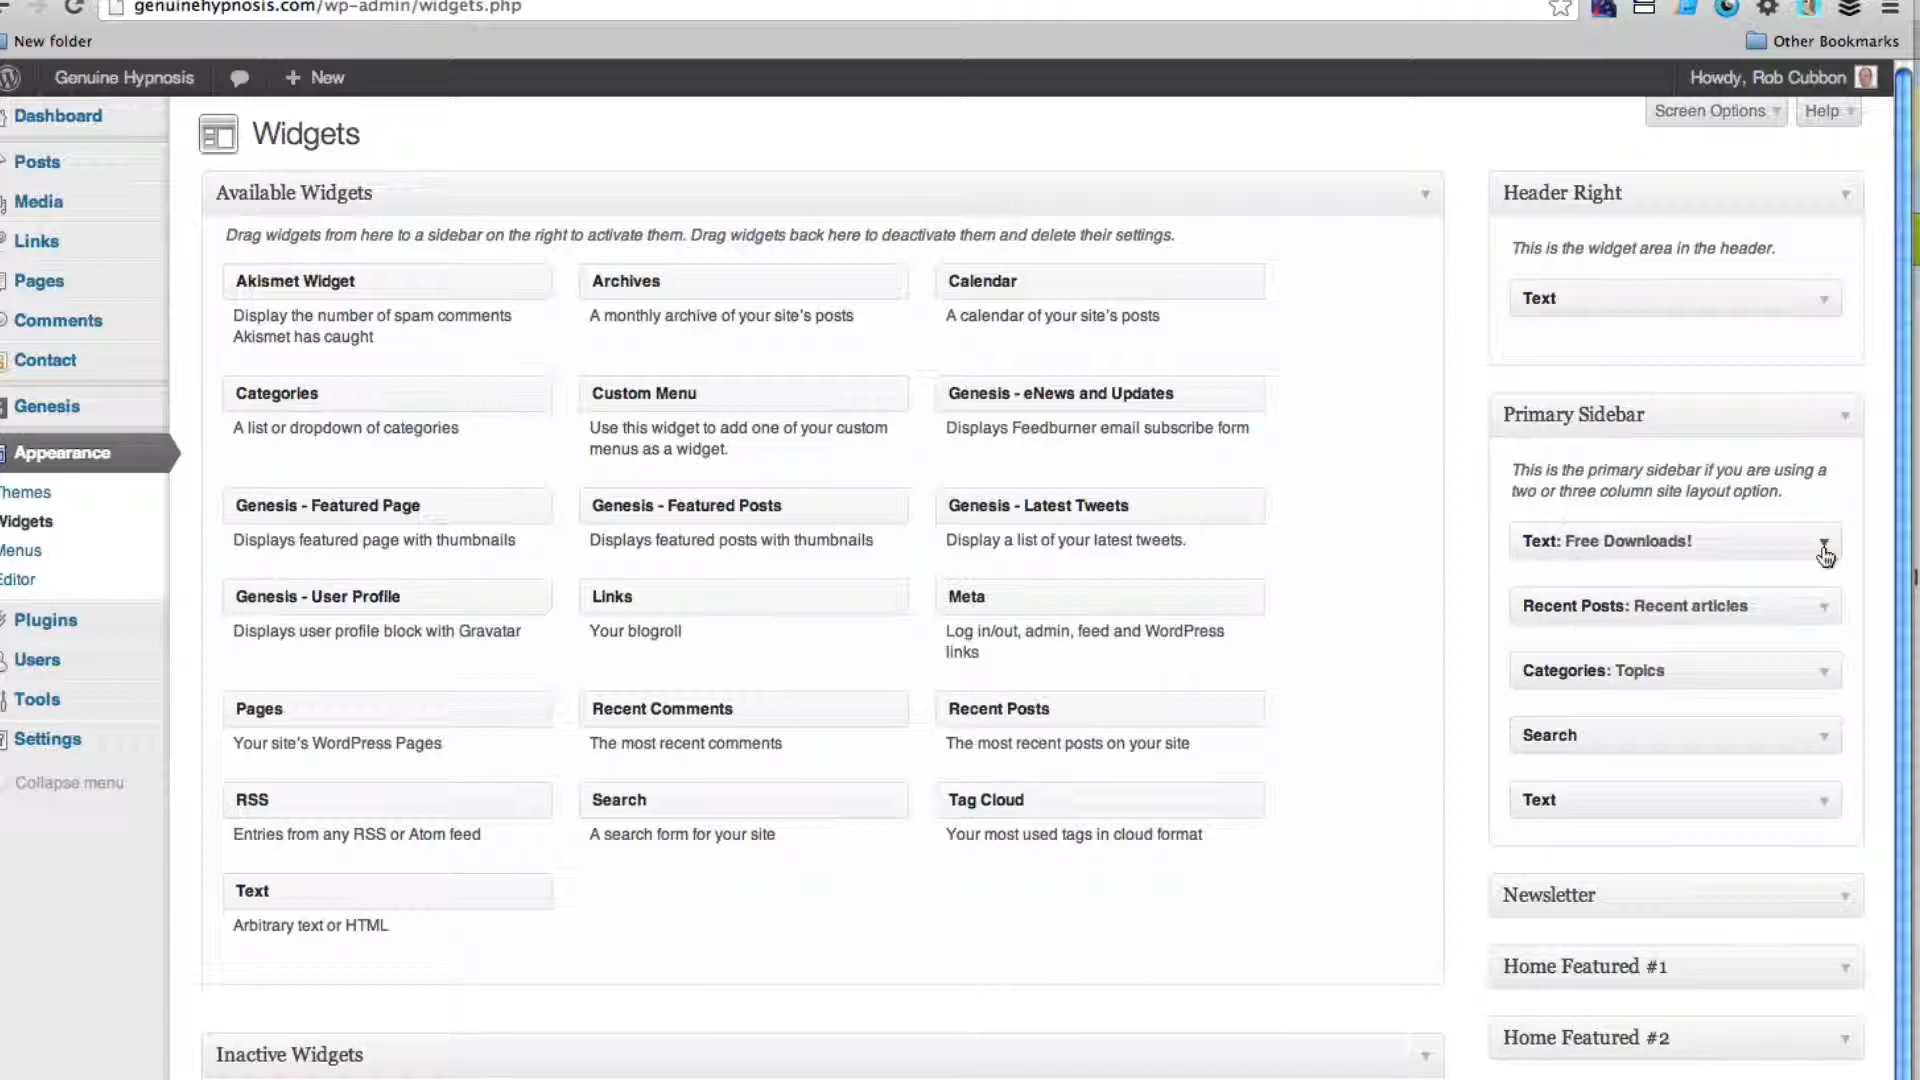 genuinehypnosis.com/wp-admin/widgets.php
New folder
Other Bookmarks
Genuine Hypnosis
New
Howdy, Rob Cubbon
Screen Options
Help
Dashboard
Posts
Media
Links
Pages
Comments
Contact
Genesis
Appearance
Themes
Widgets
Menus
Editor
Plugins
Users
Tools
Settings
Collapse menu
Widgets
Available Widgets
Drag widgets from here to a sidebar on the right to activate them. Drag widgets back here to deactivate them and delete their settings.
Akismet Widget
Display the number of spam comments
Akismet has caught
Archives
A monthly archive of your site's posts
Calendar
A calendar of your site's posts
Categories
A list or dropdown of categories
Custom Menu
Use this widget to add one of your custom
menus as a widget.
Genesis - eNews and Updates
Displays Feedburner email subscribe form
Genesis - Featured Page
Displays featured page with thumbnails
Genesis - Featured Posts
Displays featured posts with thumbnails
Genesis - Latest Tweets
Display a list of your latest tweets.
Genesis - User Profile
Displays user profile block with Gravatar
Links
Your blogroll
Meta
Log in/out, admin, feed and WordPress
links
Pages
Your site's WordPress Pages
Recent Comments
The most recent comments
Recent Posts
The most recent posts on your site
RSS
Entries from any RSS or Atom feed
Search
A search form for your site
Tag Cloud
Your most used tags in cloud format
Text
Arbitrary text or HTML
Inactive Widgets
Header Right
This is the widget area in the header.
Text
Primary Sidebar
This is the primary sidebar if you are using a
two or three column site layout option.
Text: Free Downloads!
Recent Posts: Recent articles
Categories: Topics
Search
Text
Newsletter
Home Featured #1
Home Featured #2